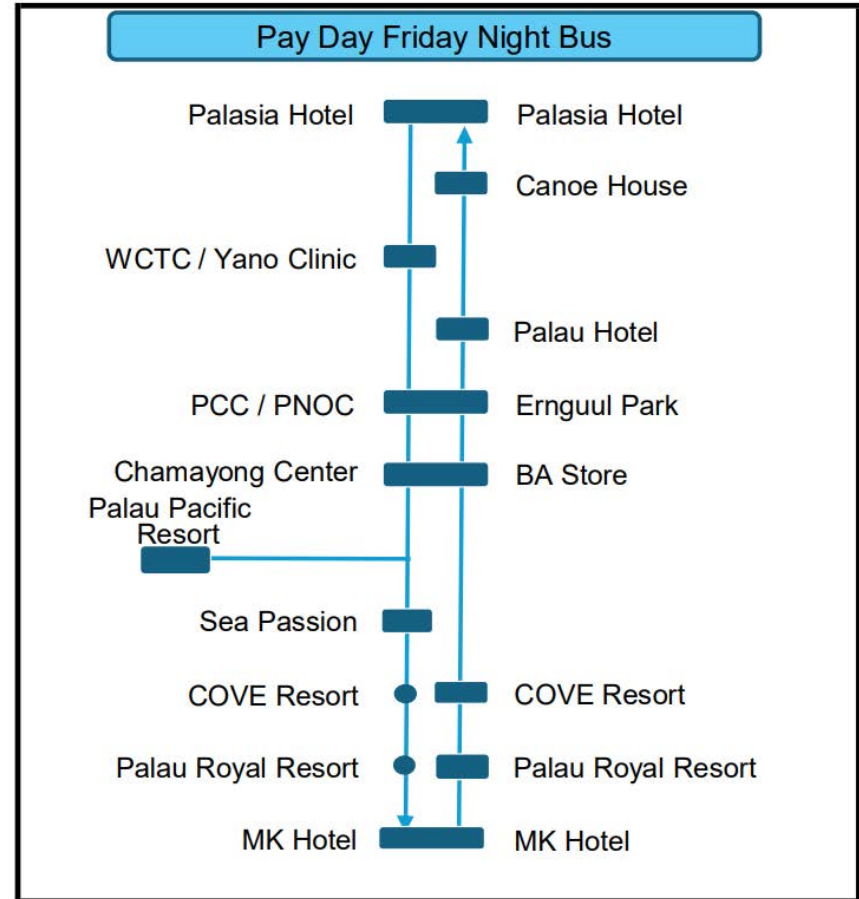 Pay Day Friday Night Bus
Palasia Hotel
Palasia Hotel
Canoe House
WCTC / Yano Clinic
Palau Hotel
PCC / PNOC
Ernguul Park
Chamayong Center
BA Store
Palau Pacific
Resort
Sea Passion
COVE Resort
COVE Resort
Palau Royal Resort
Palau Royal Resort
MK Hotel
MK Hotel